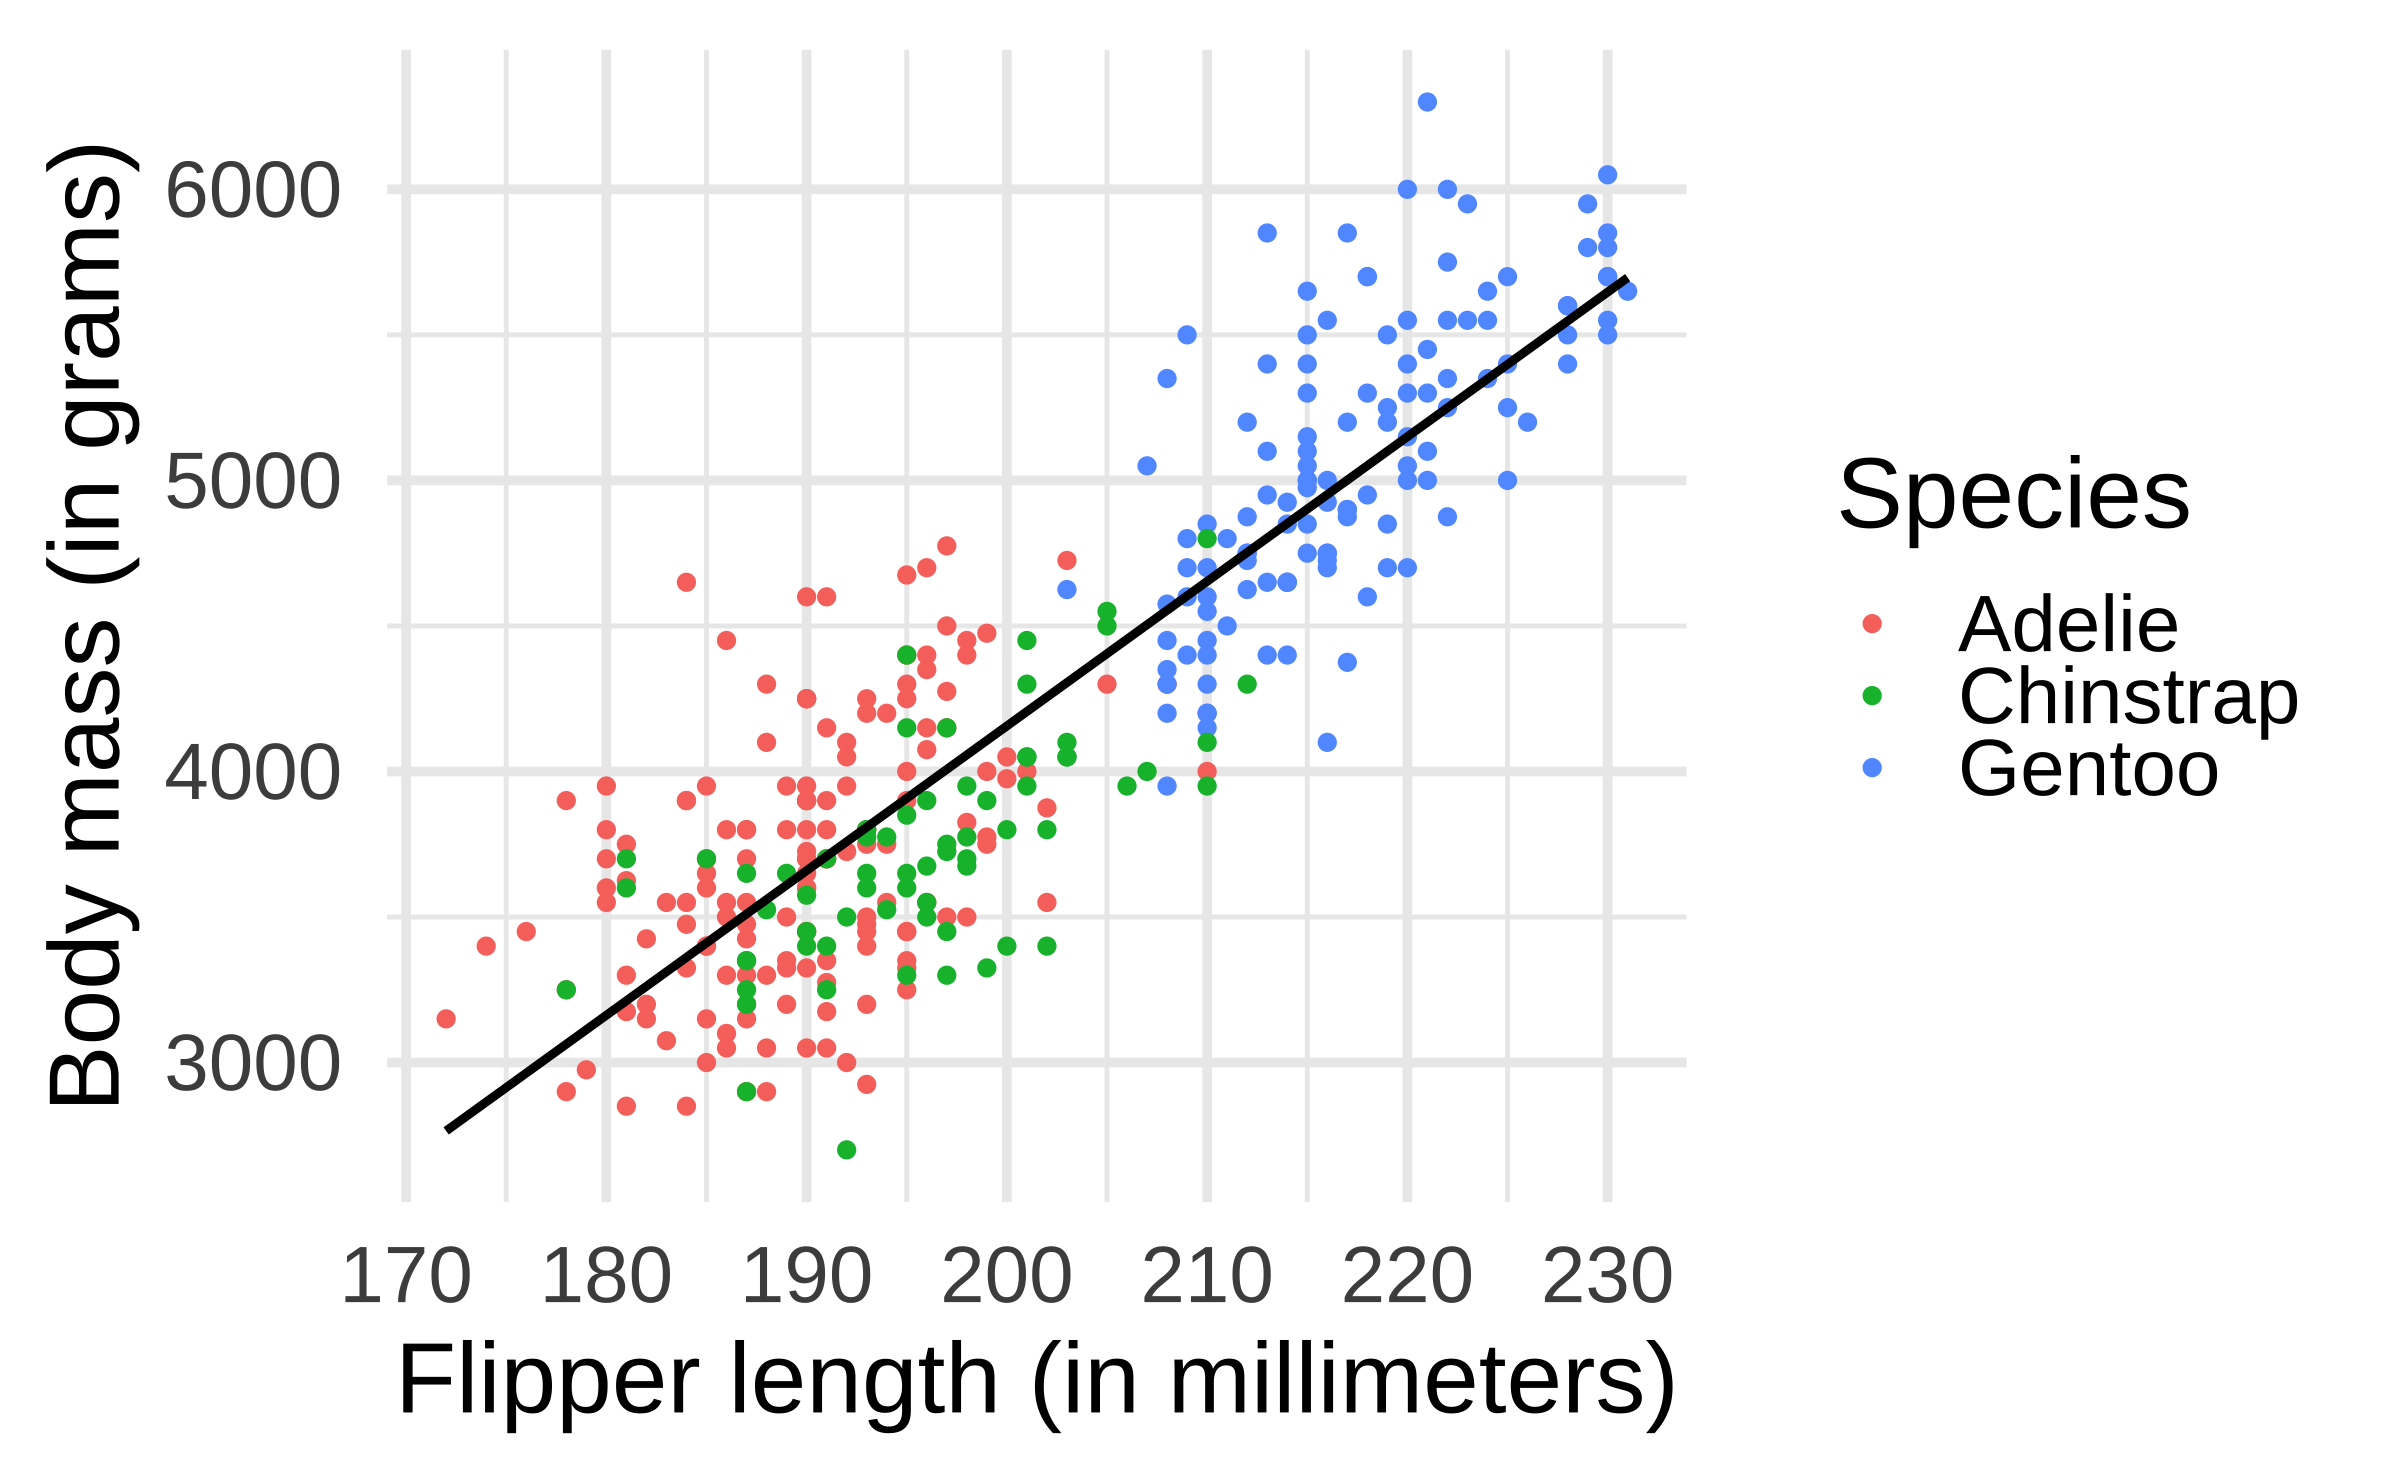 Body mass (in grams)
6000
5000
4000
3000
170 180 190 200 210 220 230
Flipper length (in millimeters)
Species
Adelie
Chinstrap
Gentoo